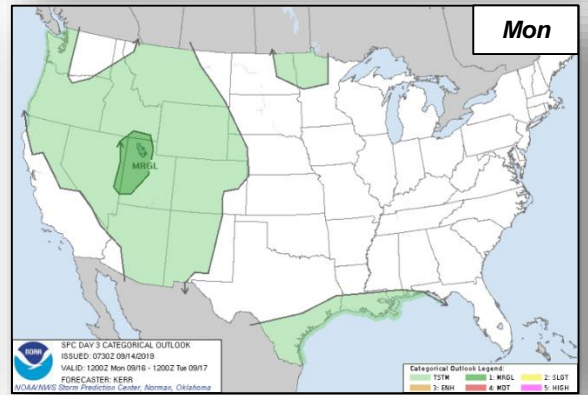 Mon
MRGL
NOAA
SPC DAY 3 CATEGORICAL OUTLOOK
ISSUED: 0730Z 09/14/2019
VALID: 1200Z Mon 09/16 - 1200Z Tue 09/17
FORECASTER: KERR
NOAA/NWS Storm Prediction Center, Norman, Oklahoma
Categorical Outlook Legend:
TSTM 1: MRGL 2: SLGT
3: ENH 4: MDT 5: HIGH